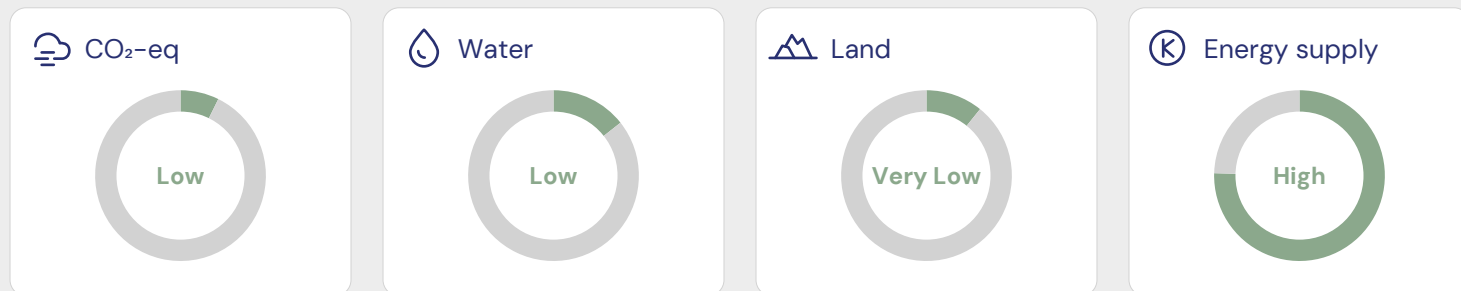 CO₂-eq
Low
Water
Low
Land
Very Low
Energy supply
High